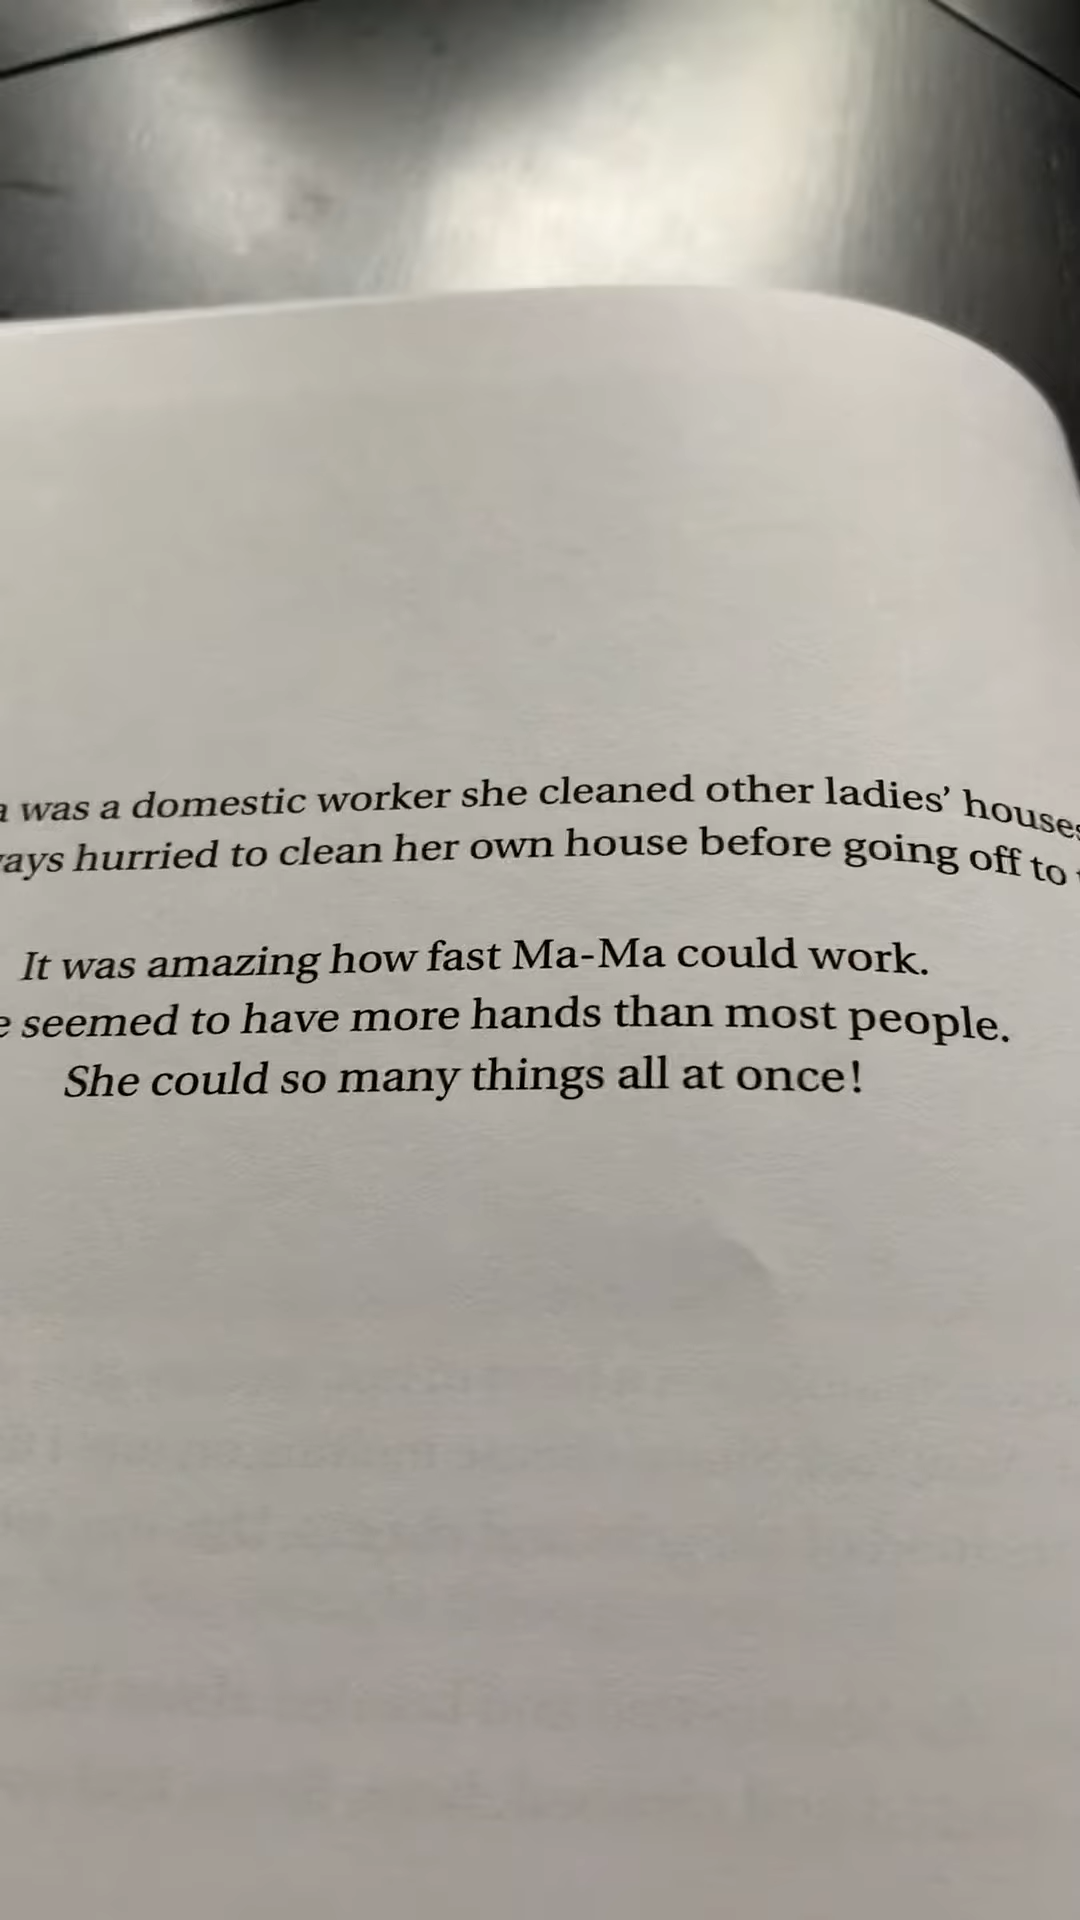 was a domestic worker she cleaned other ladies' houses
hurried to clean her own house before going off to
It was amazing how fast Ma-Ma could work.
seemed to have more hands than most people.
She could so many things all at once!